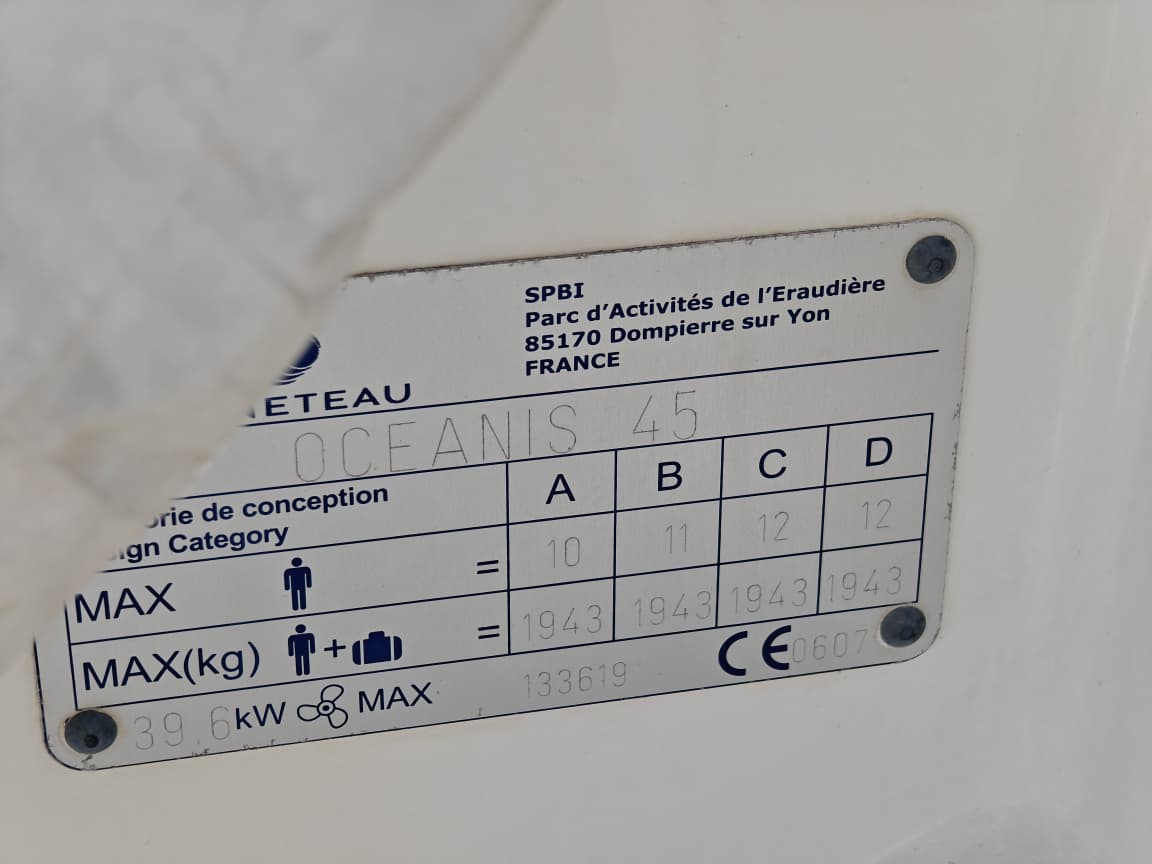 SPBI
Parc d'Activités de l'Eraudière
85170 Dompierre sur Yon
FRANCE
ETEAU
OCEANIS 45
rie de conception
gn Category
A B C D
MAX = 10 11 12 12
MAX(kg) + = 1943 1943 1943 1943
39.6kW MAX 133619 CE0607